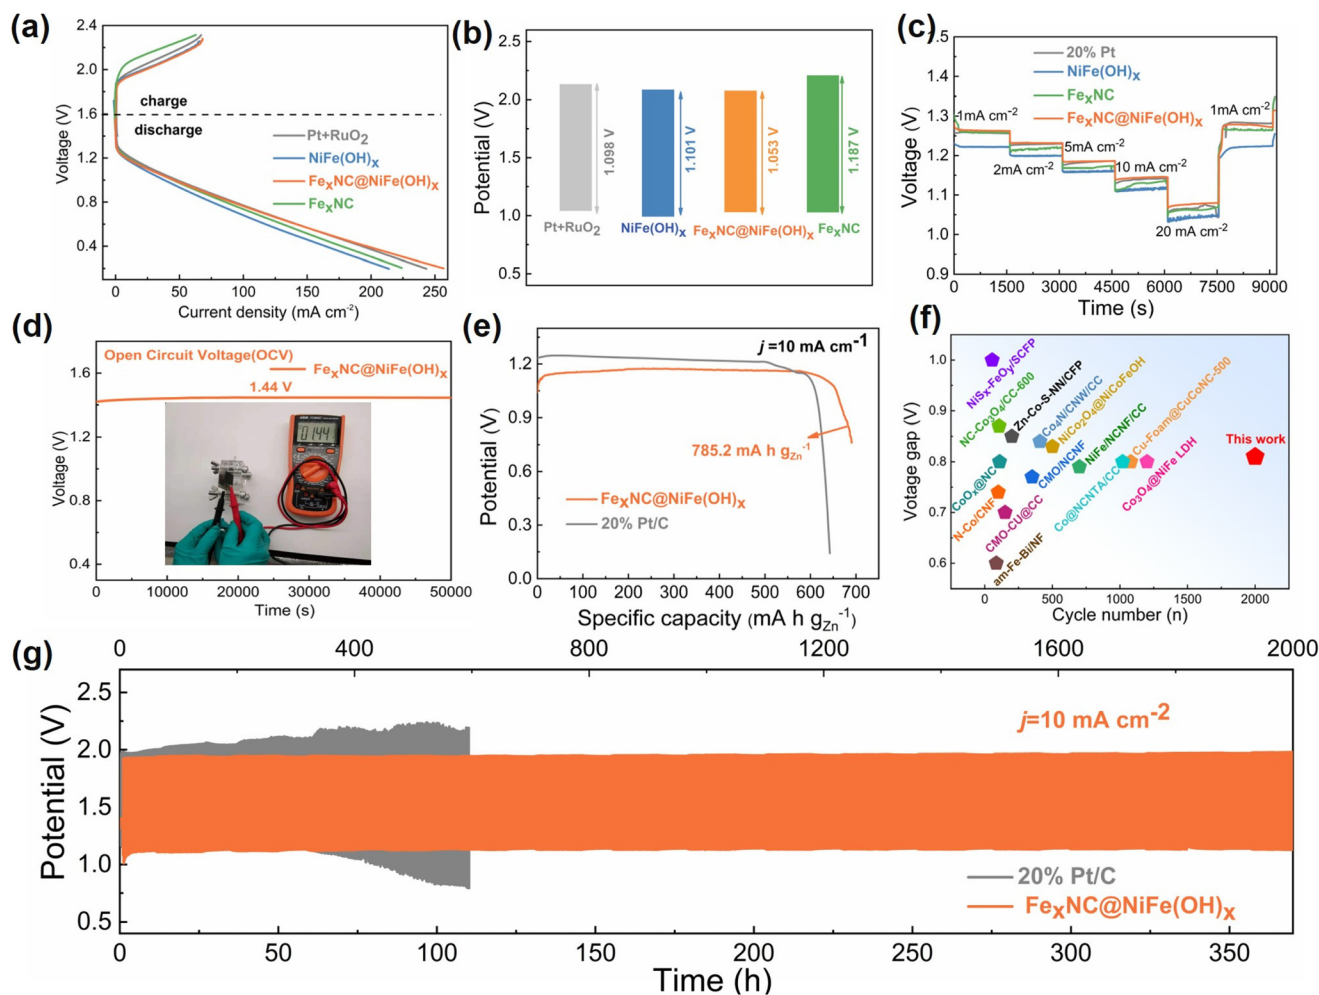 (a)
2.4
2.0
1.6
1.2
0.8
0.4
Voltage (V)
charge
discharge
Pt+RuO₂
NiFe(OH)ₓ
FeₓNC@NiFe(OH)ₓ
FeₓNC
0 50 100 150 200 250
Current density (mA cm⁻²)
(b)
2.5
2.0
1.5
1.0
0.5
Potential (V)
1.098 V
1.101 V
1.053 V
1.187 V
Pt+RuO₂
NiFe(OH)ₓ
FeₓNC@NiFe(OH)ₓ
FeₓNC
(c)
1.5
1.4
1.3
1.2
1.1
1.0
0.9
Voltage (V)
20% Pt
NiFe(OH)ₓ
FeₓNC
FeₓNC@NiFe(OH)ₓ
1mA cm⁻²
2mA cm⁻²
5mA cm⁻²
10 mA cm⁻²
20 mA cm⁻²
1mA cm⁻²
0 1500 3000 4500 6000 7500 9000
Time (s)
(d)
1.6
1.2
0.8
0.4
Voltage (V)
Open Circuit Voltage(OCV)
FeₓNC@NiFe(OH)ₓ
1.44 V
0 10000 20000 30000 40000 50000
Time (s)
(e)
1.2
0.9
1.2
0.3
0.0
Potential (V)
j=10 mA cm⁻¹
785.2 mA h gZn⁻¹
FeₓNC@NiFe(OH)ₓ
20% Pt/C
0 100 200 300 400 500 600 700 800
Specific capacity (mA h gZn⁻¹)
(f)
1.0
0.9
0.8
0.7
0.6
Votage gap (V)
NiSₓ-FeOᵧ/SCFP
NC-Co₃O₄/CC-600
Zn-Co-S-NN/CFP
Co₄N/CNW/CC
NiCo₂O₄@NiCoFeOH
Cu-Foam@CuCoNC-500
CoOₓ@NC
CMO/NCNF
NiFe/NCNF/CC
Co@NCNTA/CC
Co₃O₄@NiFe LDH
This work
N-Co/CNF
CMO-CU@CC
am-Fe-Bi/NF
0 500 1000 1500 2000
Cycle number (n)
(g)
0 400 800 1200 1600 2000
2.5
2.0
1.5
1.0
0.5
Potential (V)
j=10 mA cm⁻²
20% Pt/C
FeₓNC@NiFe(OH)ₓ
0 50 100 150 200 250 300 350
Time (h)